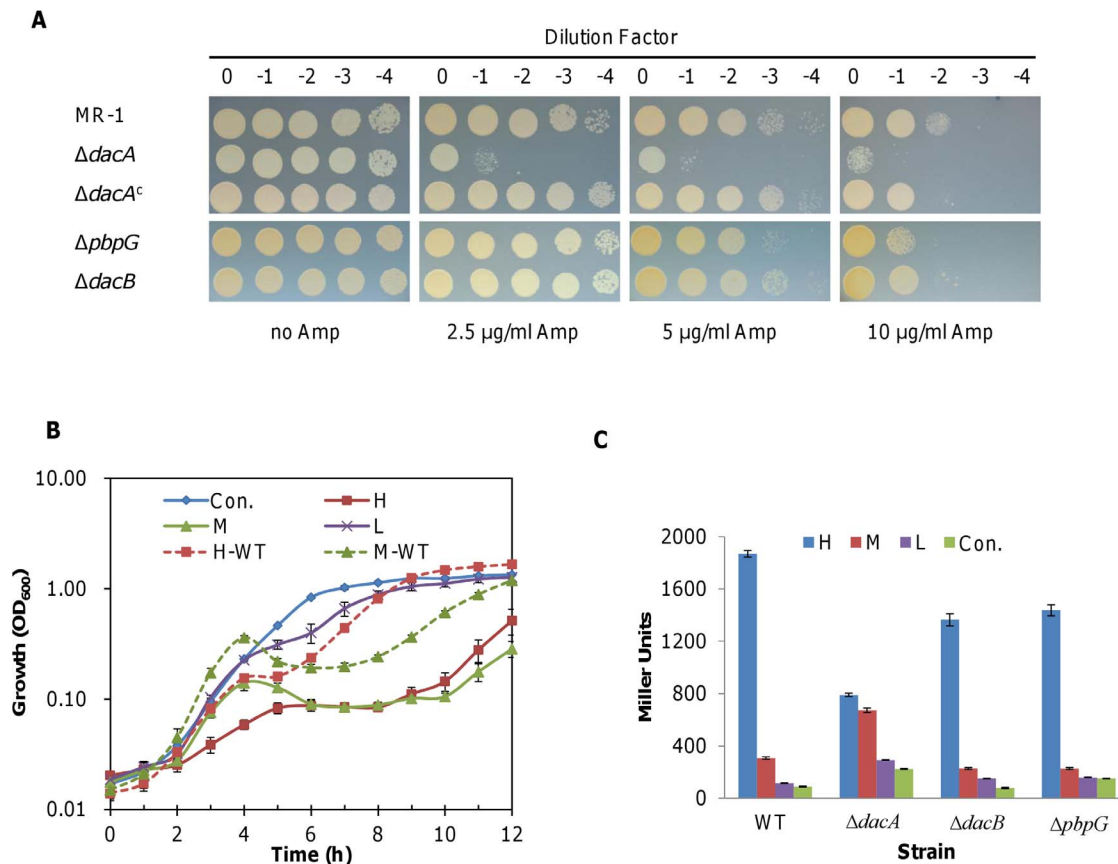 A
Dilution Factor
0 -1 -2 -3 -4 0 -1 -2 -3 -4 0 -1 -2 -3 -4 0 -1 -2 -3 -4
MR-1
ΔdacA
ΔdacAᶜ
ΔpbpG
ΔdacB
no Amp 2.5 µg/ml Amp 5 µg/ml Amp 10 µg/ml Amp
B
Growth (OD₆₀₀)
10.00
1.00
0.10
0.01
Con. H
M L
H-WT M-WT
0 2 4 6 8 10 12
Time (h)
C
Miller Units
2000
1600
1200
800
400
0
H M L Con.
WT ΔdacA ΔdacB ΔpbpG
Strain